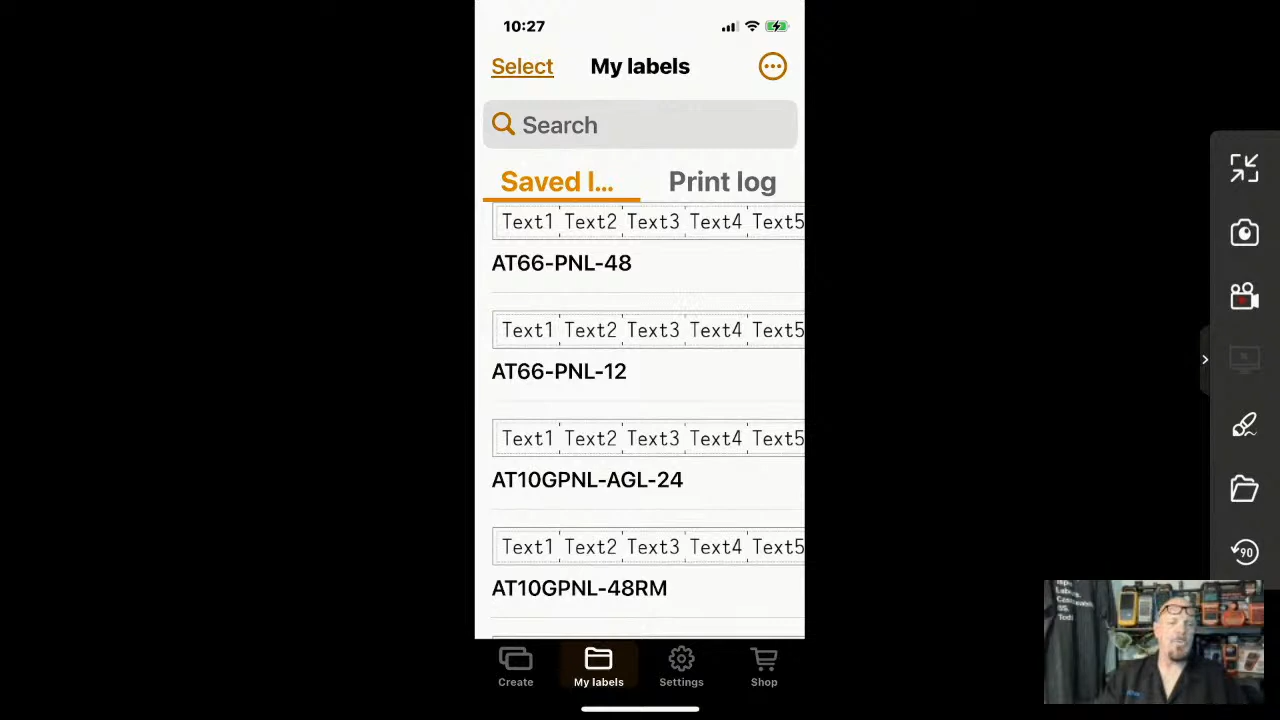 10:27
Select My labels
Search
Saved l... Print log
Text1 Text2 Text3 Text4 Text5
AT66-PNL-48
Text1 Text2 Text3 Text4 Text5
AT66-PNL-12
Text1 Text2 Text3 Text4 Text5
AT10GPNL-AGL-24
Text1 Text2 Text3 Text4 Text5
AT10GPNL-48RM
Create My labels Settings Shop
90